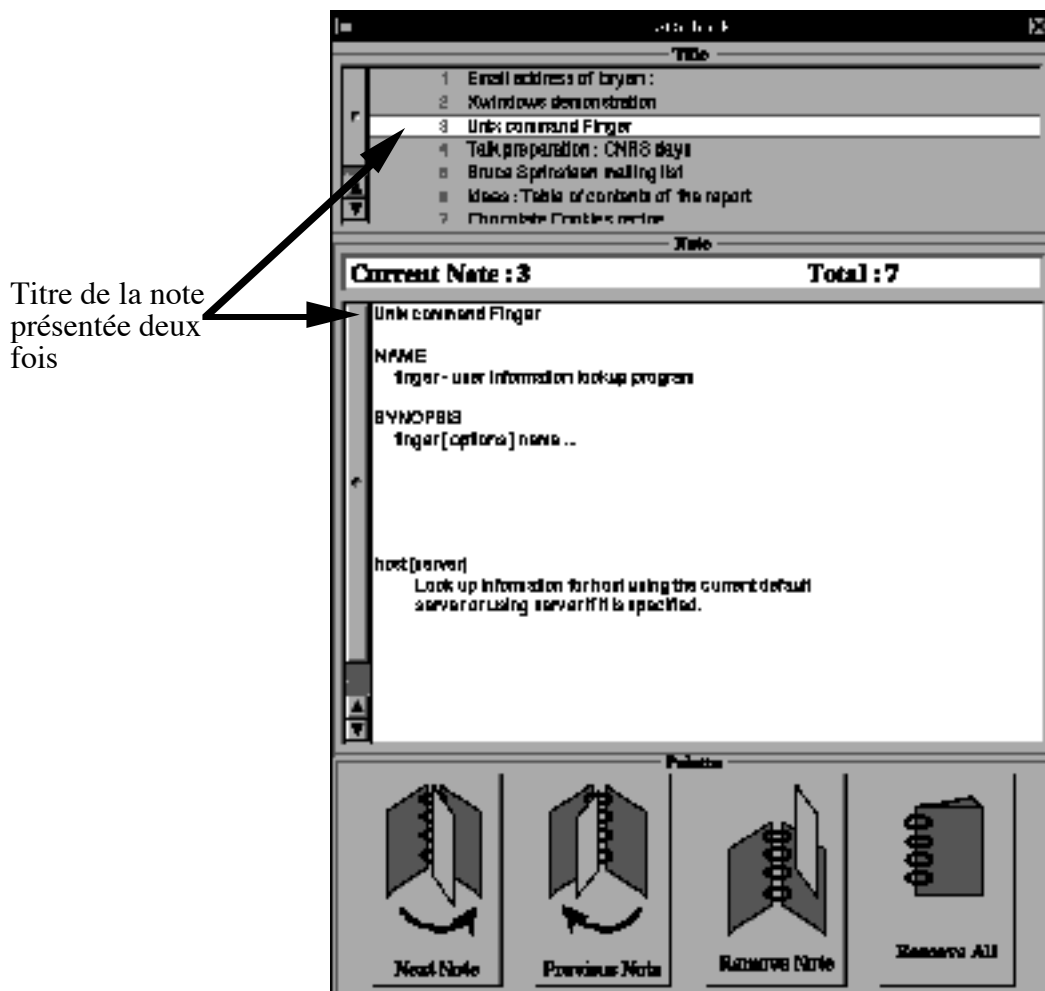 Title
1 Email address of bryan :
2 Xwindows demonstration
3 Unix command Finger
4 Talk preparation : CNRS days
5 Bruce Sprinsteen mailing list
6 Ideas : Table of contents of the report
7 Chocolate Cookies recipe
Note
Current Note : 3 Total : 7
Titre de la note
présentée deux
fois
Unix command Finger
NAME
finger - user information lookup program
SYNOPSIS
finger [ options ] name ...
host [server]
Look up information for host using the current default
server or using server if it is specified.
Palette
Next Note
Previous Note
Remove Note
Remove All